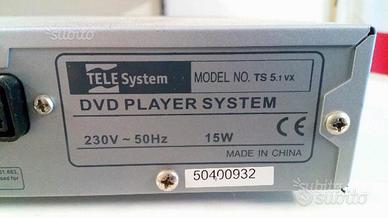 TELE System
MODEL NO. TS 5.1 VX
DVD PLAYER SYSTEM
230V ~ 50Hz 15W
CE
MADE IN CHINA
50400932
subito
subito